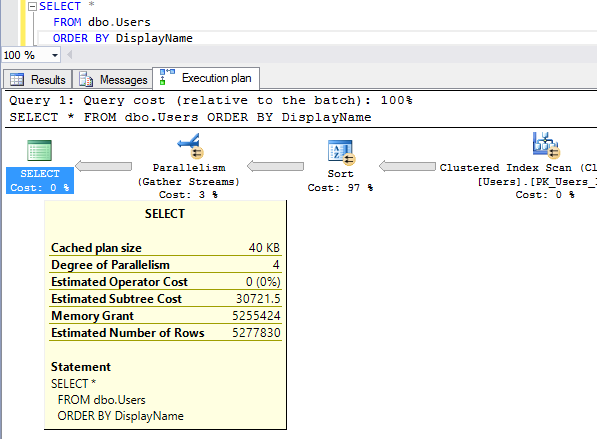 SELECT *
FROM dbo.Users
ORDER BY DisplayName
100 %
Results Messages Execution plan
Query 1: Query cost (relative to the batch): 100%
SELECT * FROM dbo.Users ORDER BY DisplayName
SELECT
Cost: 0 %
Parallelism
(Gather Streams)
Cost: 3 %
Sort
Cost: 97 %
Clustered Index Scan (Cl
[Users].[PK_Users_
Cost: 0 %
SELECT
Cached plan size 40 KB
Degree of Parallelism 4
Estimated Operator Cost 0 (0%)
Estimated Subtree Cost 30721.5
Memory Grant 5255424
Estimated Number of Rows 5277830
Statement
SELECT *
FROM dbo.Users
ORDER BY DisplayName